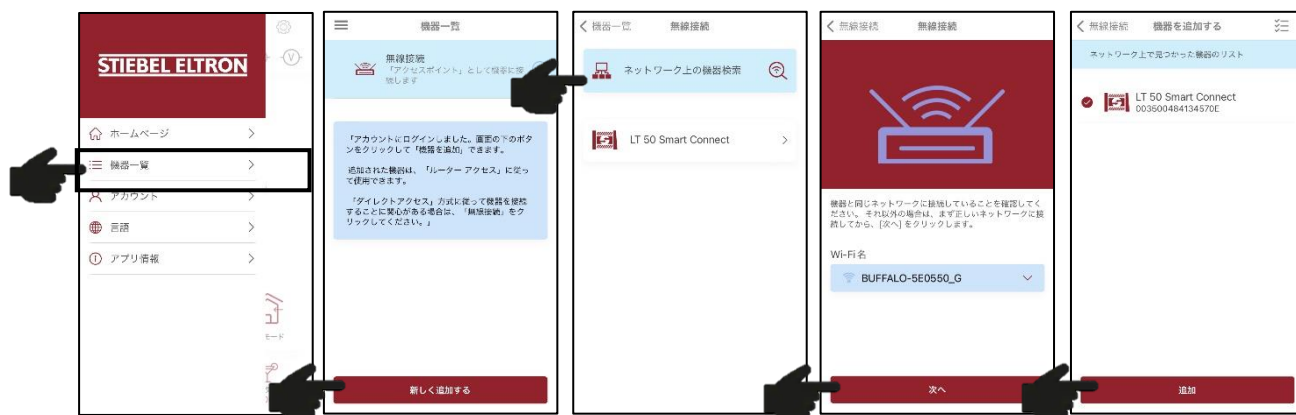 STIEBEL ELTRON
V
ホームページ
機器一覧
アカウント
言語
アプリ情報
モード
機器一覧
無線接続
「アクセスポイント」として機器に接
続します
「アカウントにログインしました。画面の下のボタ
ンをクリックして「機器を追加」できます。
追加された機器は、「ルーター アクセス」に従っ
て使用できます。
「ダイレクトアクセス」方式に従って機器を接続
することに関心がある場合は、「無線接続」をク
リックしてください。」
新しく追加する
機器一覧
無線接続
ネットワーク上の機器検索
LT 50 Smart Connect
無線接続
無線接続
機器と同じネットワークに接続していることを確認してく
ださい。それ以外の場合は、まず正しいネットワークに接
続してから、[次へ] をクリックします。
Wi-Fi 名
BUFFALO-5E0550_G
次へ
無線接続
機器を追加する
ネットワーク上で見つかった機器のリスト
LT 50 Smart Connect
003500484134570E
追加